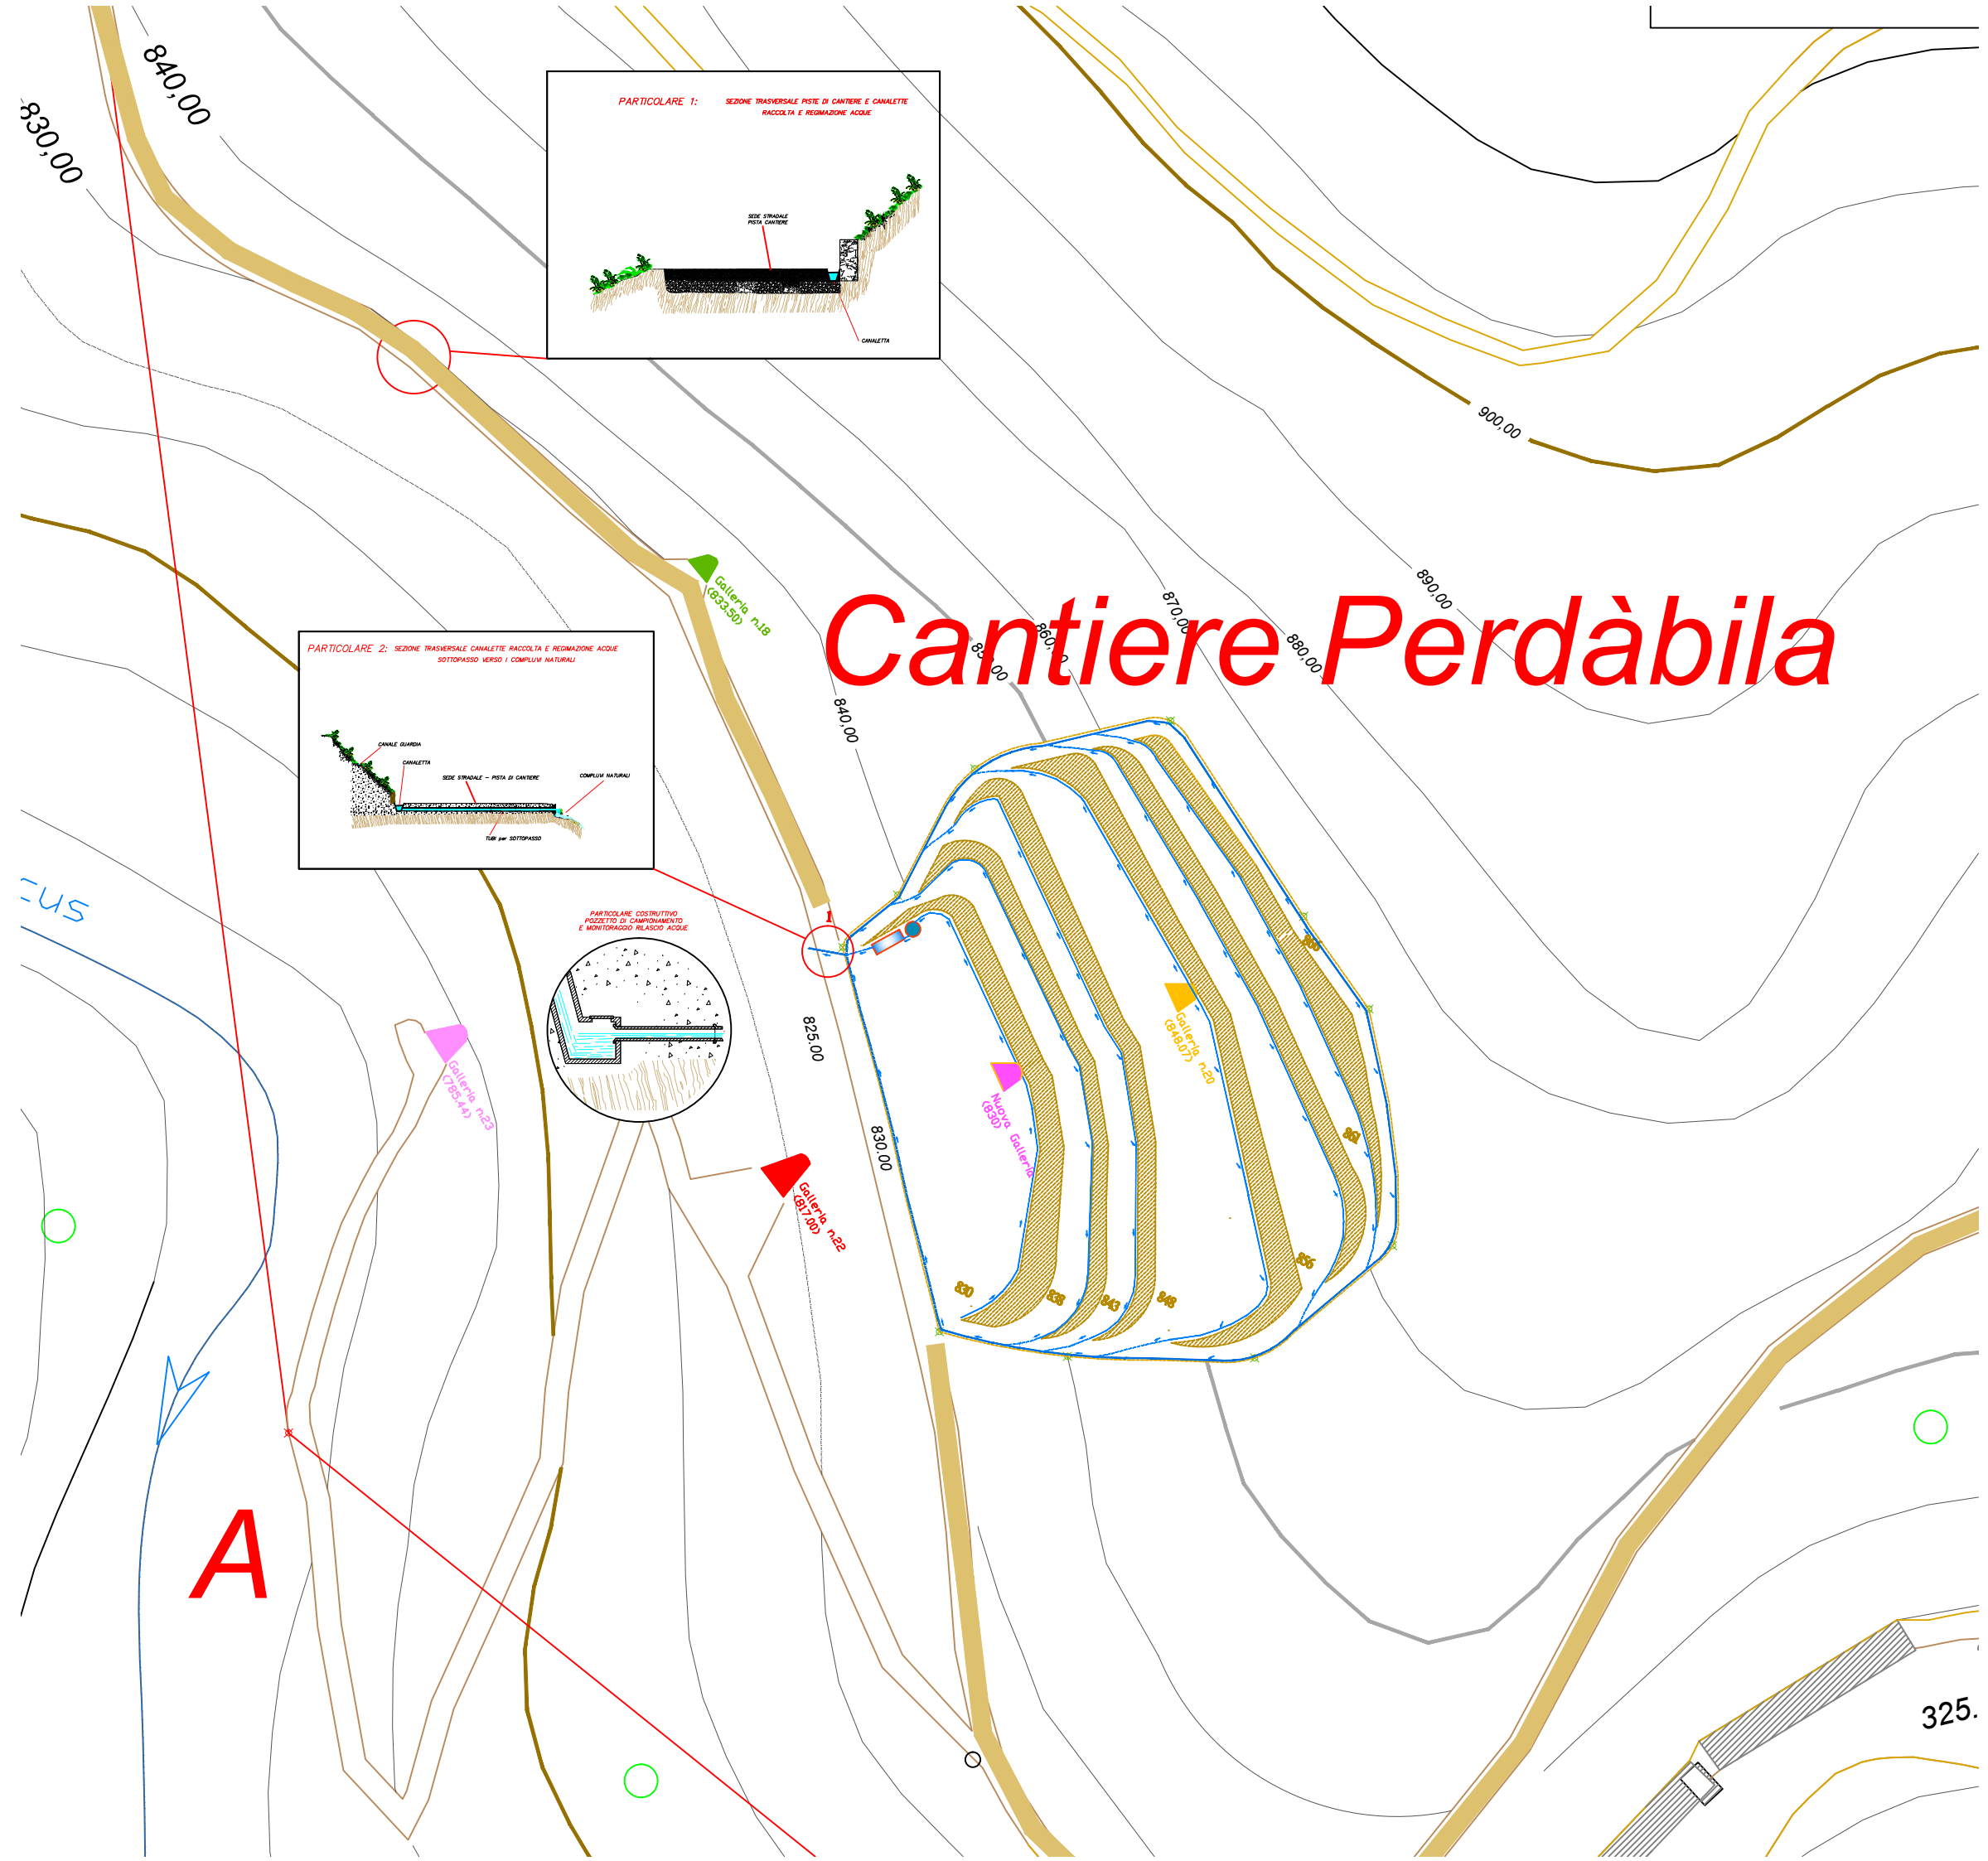 840,00
830,00
PARTICOLARE 1: SEZIONE TRASVERSALE PISTE DI CANTIERE E CANALETTE
RACCOLTA E REGIMAZIONE ACQUE
SEDE STRADALE
PISTA CANTIERE
CANALETTA
900,00
Galleria n.18
(833.50)
890,00
870,00
860,00
880,00
Cantiere Perdàbila
840,00
PARTICOLARE 2: SEZIONE TRASVERSALE CANALETTE RACCOLTA E REGIMAZIONE ACQUE
SOTTOPASSO VERSO I COMPLUVI NATURALI
CANALE GUARDIA
CANALETTA
SEDE STRADALE - PISTA DI CANTIERE
COMPLUVI NATURALI
TUBI per SOTTOPASSO
PARTICOLARE COSTRUTTIVO
POZZETTO DI CAMPIONAMENTO
E MONITORAGGIO RILASCIO ACQUE
1
825.00
830.00
Galleria n.23
(785.44)
Galleria n.22
(817.00)
Galleria n.20
(848.07)
Nuova Galleria
(830)
861
856
830
838
843
848
A
325.